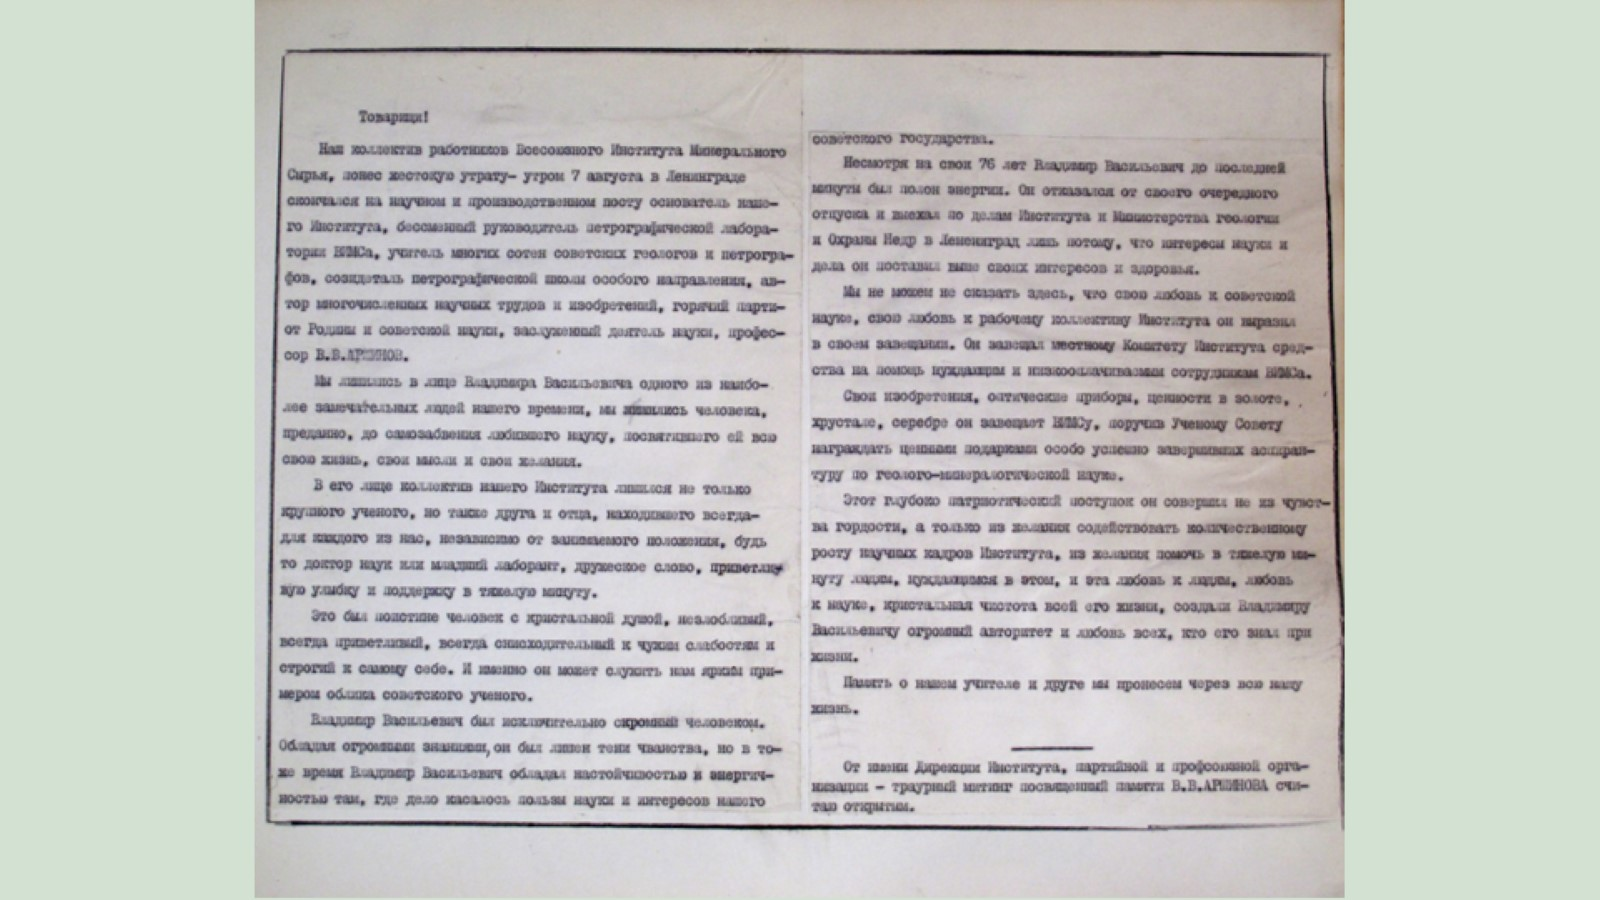 Товарищи!
Наш коллектив работников Всесоюзного Института Минерального
Сырья, понес жестокую утрату- утром 7 августа в Ленинграде
скончался на научном и производственном посту основатель наше-
го Института, бессменный руководитель петрографической лабора-
тории ВИМСа, учитель многих сотен советских геологов и петрогра-
фов, созидатель петрографической школы особого направления, ав-
тор многочисленных научных трудов и изобретений, горячий патри-
от Родины и советской науки, заслуженный деятель науки, профес-
сор В.В.АРШИНОВ.
Мы лишились в лице Владимира Васильевича одного из наибо-
лее замечательных людей нашего времени, мы лишились человека,
преданно, до самозабвения любившего науку, посвятившего ей всю
свою жизнь, свои мысли и свои желания.
В его лице коллектив нашего Института лишился не только
крупного ученого, но также друга и отца, находившего всегда-
для каждого из нас, независимо от занимаемого положения, будь
то доктор наук или младший лаборант, дружеское слово, приветли-
вую улыбку и поддержку в тяжелую минуту.
Это был поистине человек с кристальной душой, незлобливый,
всегда приветливый, всегда снисходительный к чужим слабостям и
строгий к самому себе. И именно он может служить нам ярким при-
мером облика советского ученого.
Владимир Васильевич был исключительно скромный человеком.
Обладая огромными знаниями, он был лишен тени чванства, но в то-
же время Владимир Васильевич обладал настойчивостью и энергич-
ностью там, где дело касалось пользы науки и интересов нашего
советского государства.
Несмотря на свои 76 лет Владимир Васильевич до последней
минуты был полон энергии. Он отказался от своего очередного
отпуска и выехал по делам Института и Министерства геологии
и Охраны Недр в Лененинград лишь потому, что интересы науки и
дела он поставил выше своих интересов и здоровья.
Мы не можем не сказать здесь, что свою любовь к советской
науке, свою любовь к рабочему коллективу Института он выразил
в своем завещании. Он завещал местному Комитету Института сред-
ства на помощь нуждающим и низкооплачиваемым сотрудникам ВИМСа.
Свои изобретения, оптические приборы, ценности в золоте,
хрустале, серебре он завещает ВИМСу, поручив Ученому Совету
награждать ценными подарками особо успешно завершивших аспиран-
туру по геолого-минералогической науке.
Этот глубоко патриотический поступок он совершил не из чувст-
ва гордости, а только из желания содействовать количественному
росту научных кадров Института, из желания помочь в тяжелую ми-
нуту людям, нуждающимся в этом, и эта любовь к людям, любовь
к науке, кристальная чистота всей его жизни, создали Владимиру
Васильевичу огромный авторитет и любовь всех, кто его знал при
жизни.
Память о нашем учителе и друге мы пронесем через всю нашу
жизнь.
От имени Дирекции Института, партийной и профсоюзной орга-
низации - траурный митинг посвященный памяти В.В.АРШИНОВА счи-
таю открытым.